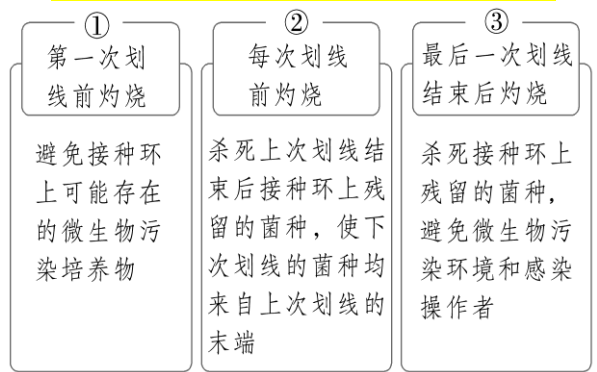 ①
第一次划
线前灼烧
避免接种环
上可能存在
的微生物污
染培养物
②
每次划线
前灼烧
杀死上次划线结
束后接种环上残
留的菌种，使下
次划线的菌种均
来自上次划线的
末端
③
最后一次划线
结束后灼烧
杀死接种环上
残留的菌种，
避免微生物污
染环境和感染
操作者